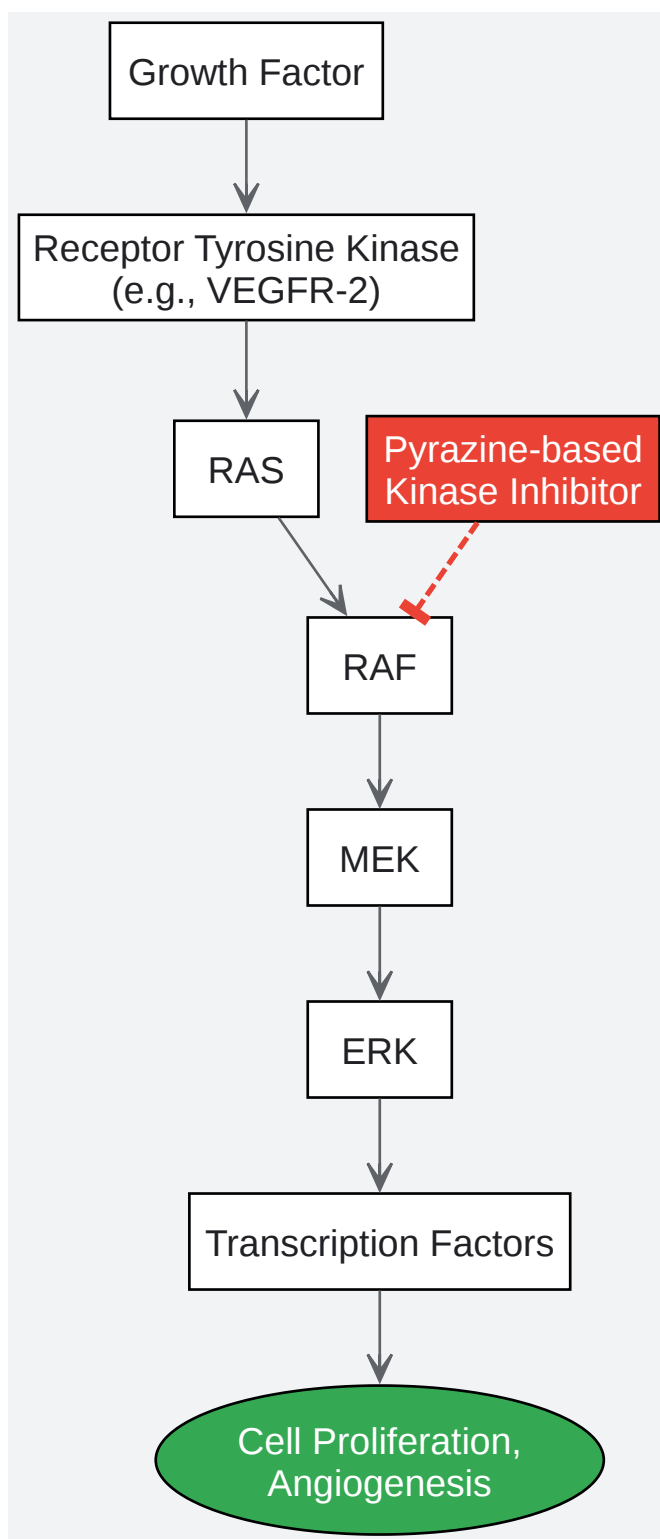 Growth Factor
Receptor Tyrosine Kinase
(e.g., VEGFR-2)
RAS
Pyrazine-based
Kinase Inhibitor
RAF
MEK
ERK
Transcription Factors
Cell Proliferation,
Angiogenesis